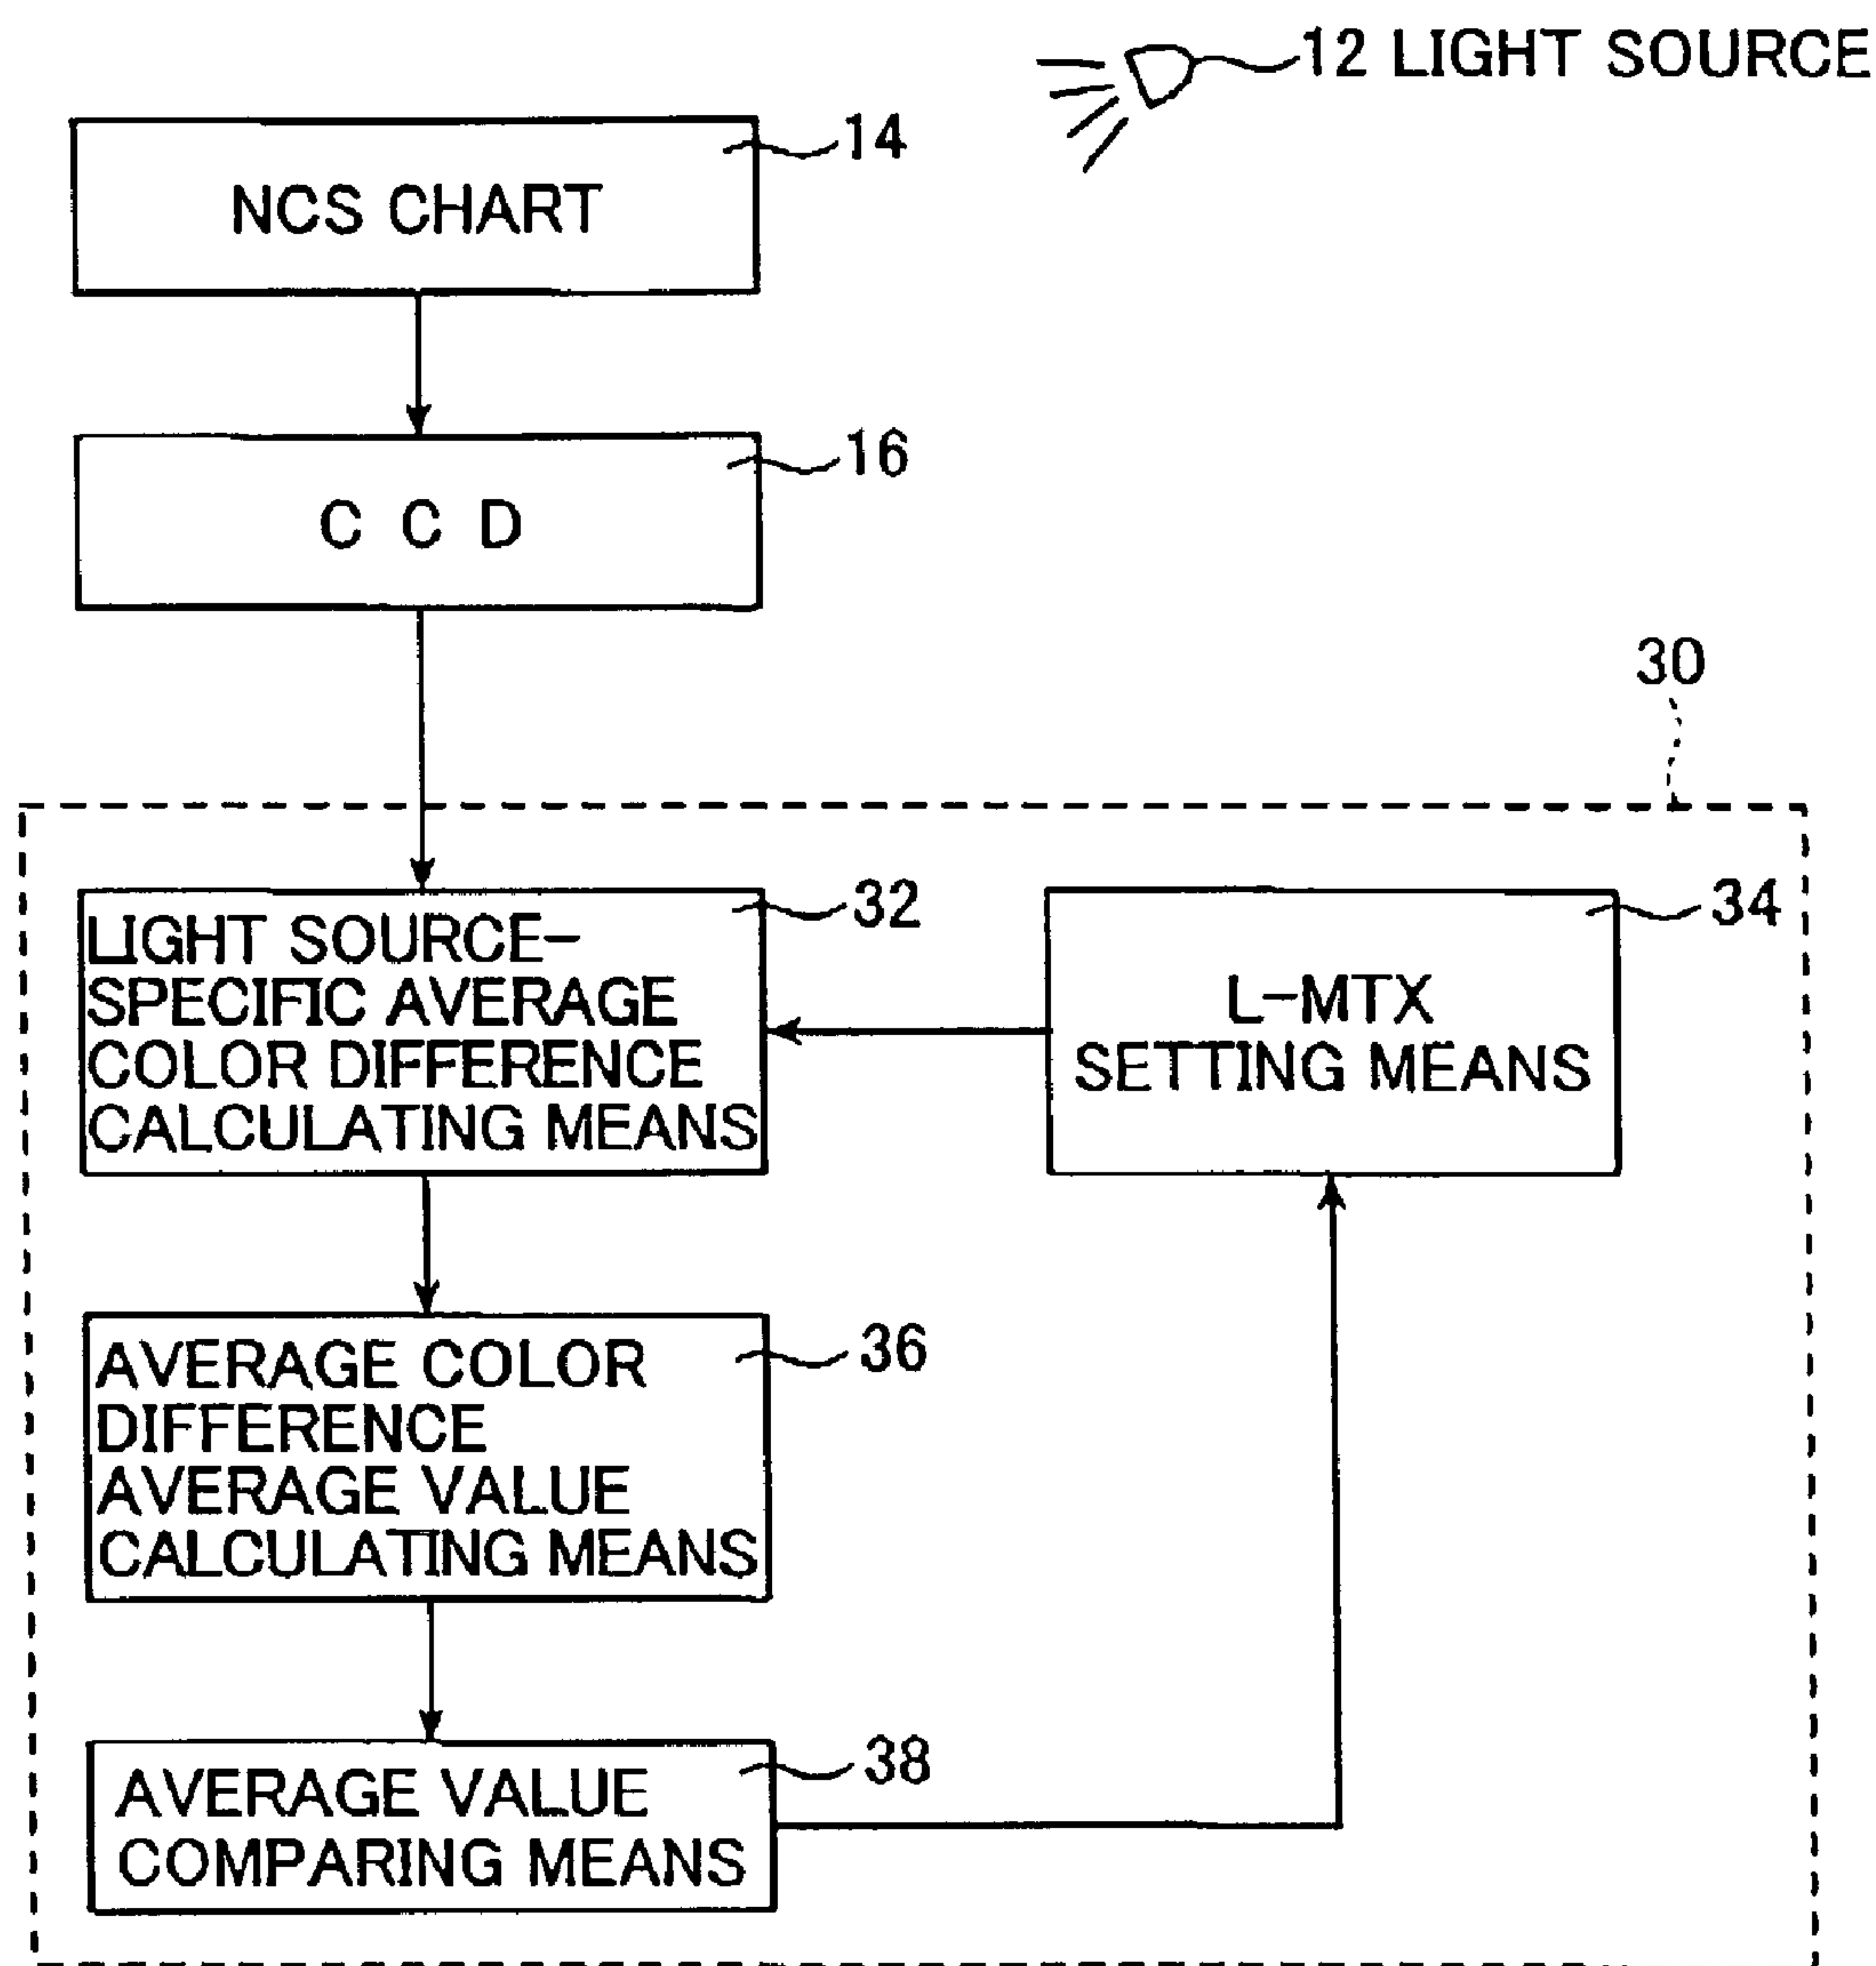 12 LIGHT SOURCE
14
NCS CHART
16
C C D
30
32
LIGHT SOURCE-
SPECIFIC AVERAGE
COLOR DIFFERENCE
CALCULATING MEANS
34
L-MTX
SETTING MEANS
36
AVERAGE COLOR
DIFFERENCE
AVERAGE VALUE
CALCULATING MEANS
38
AVERAGE VALUE
COMPARING MEANS